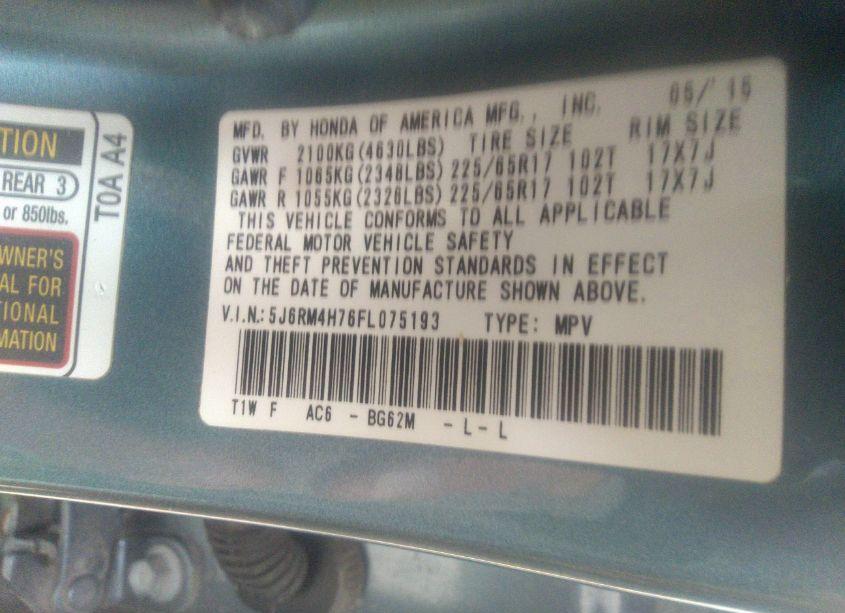 TION
REAR 3
or 850lbs.
WNER'S
AL FOR
TIONAL
MATION
T0A A4
MFD. BY HONDA OF AMERICA MFG., INC. 05/'15
GVWR 2100KG(4630LBS) TIRE SIZE RIM SIZE
GAWR F 1065KG(2348LBS) 225/65R17 102T 17X7J
GAWR R 1055KG(2326LBS) 225/65R17 102T 17X7J
THIS VEHICLE CONFORMS TO ALL APPLICABLE
FEDERAL MOTOR VEHICLE SAFETY
AND THEFT PREVENTION STANDARDS IN EFFECT
ON THE DATE OF MANUFACTURE SHOWN ABOVE.
V.I.N.: 5J6RM4H76FL075193 TYPE: MPV
T1W F AC6 - BG62M - L - L